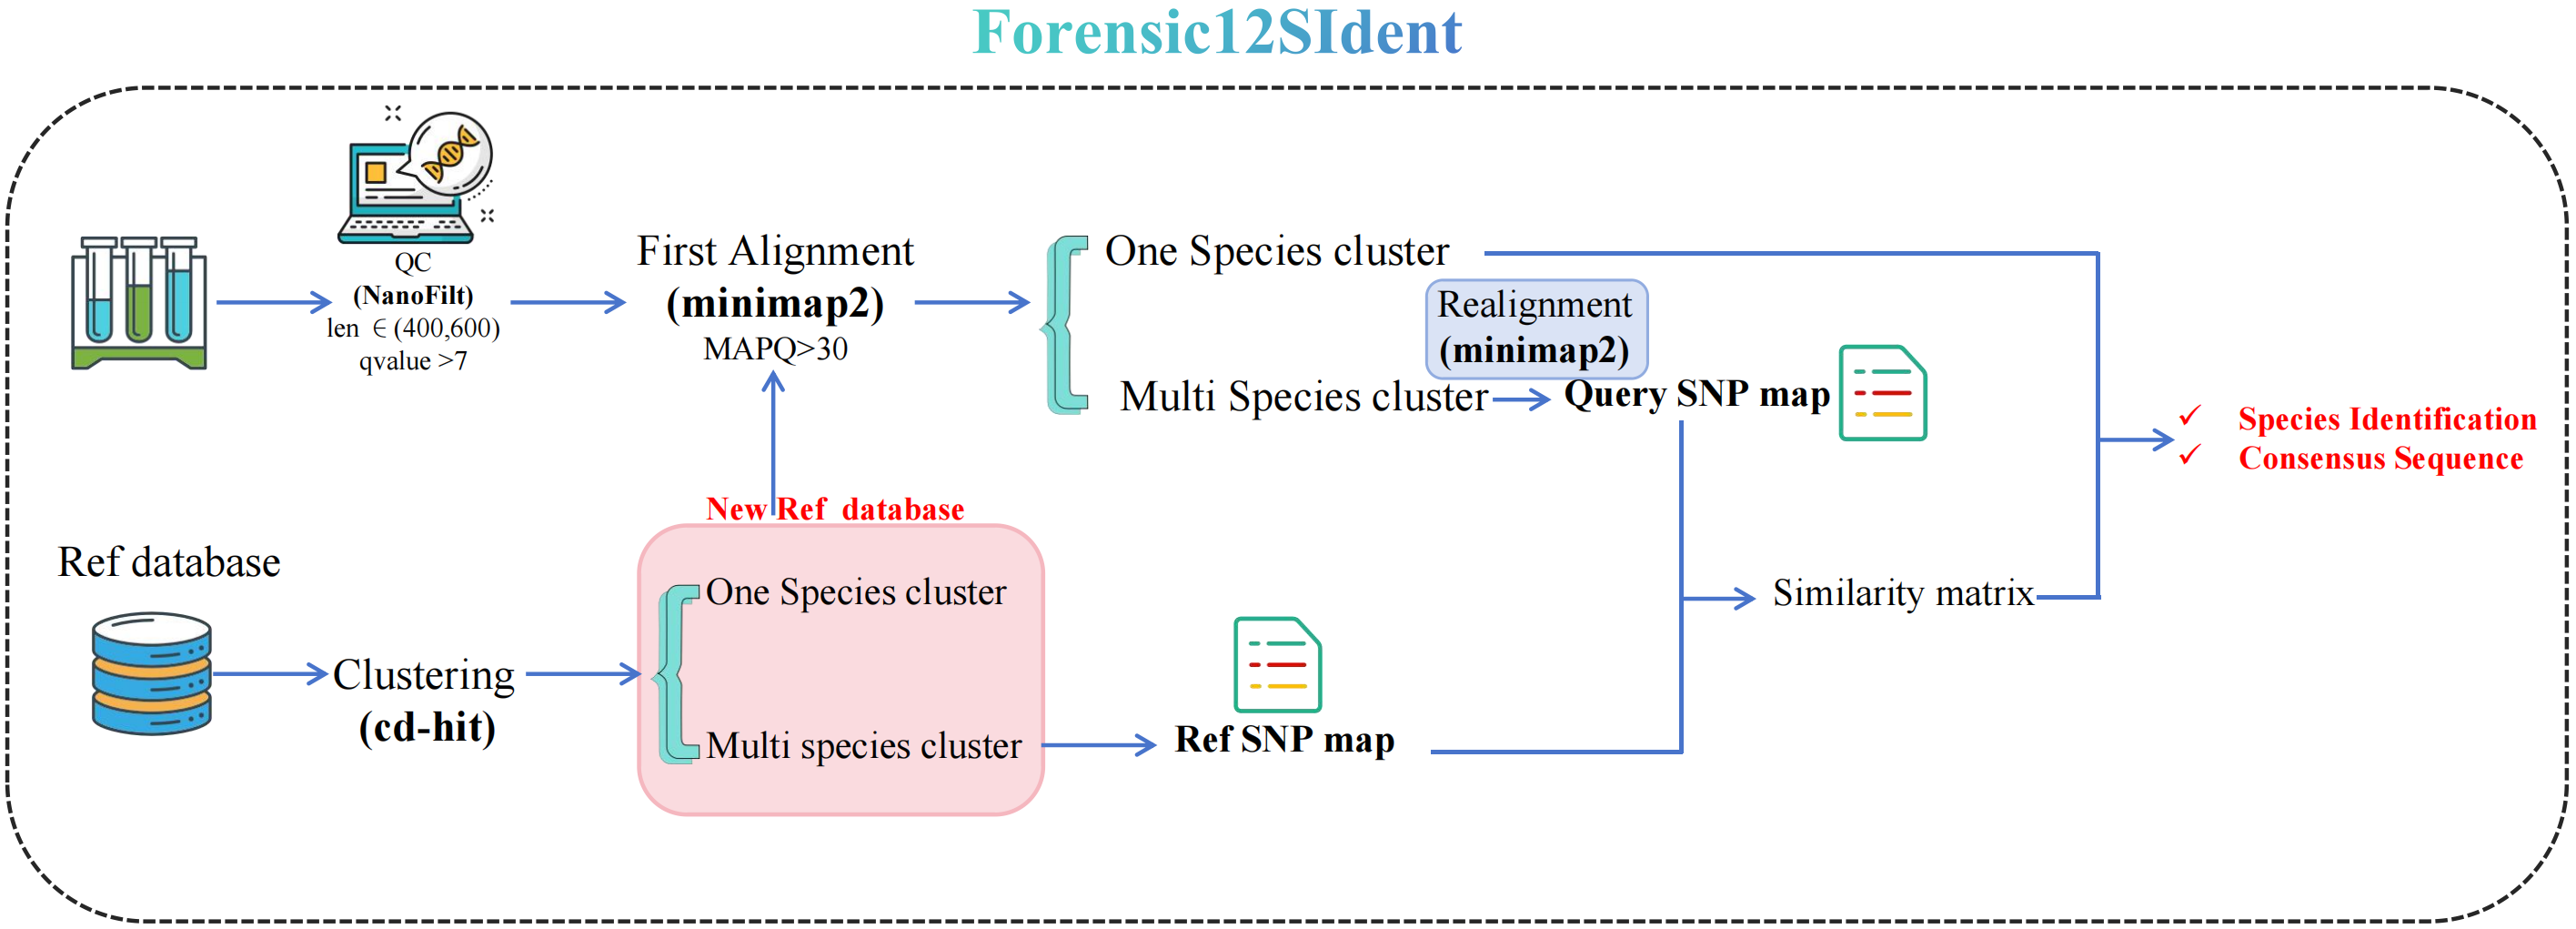 Forensic12SIdent
QC
(NanoFilt)
len ∈ (400,600)
qvalue >7
First Alignment
(minimap2)
MAPQ>30
One Species cluster
Realignment
(minimap2)
Multi Species cluster
Query SNP map
Species Identification
Consensus Sequence
New Ref database
Ref database
Clustering
(cd-hit)
One Species cluster
Multi species cluster
Ref SNP map
Similarity matrix